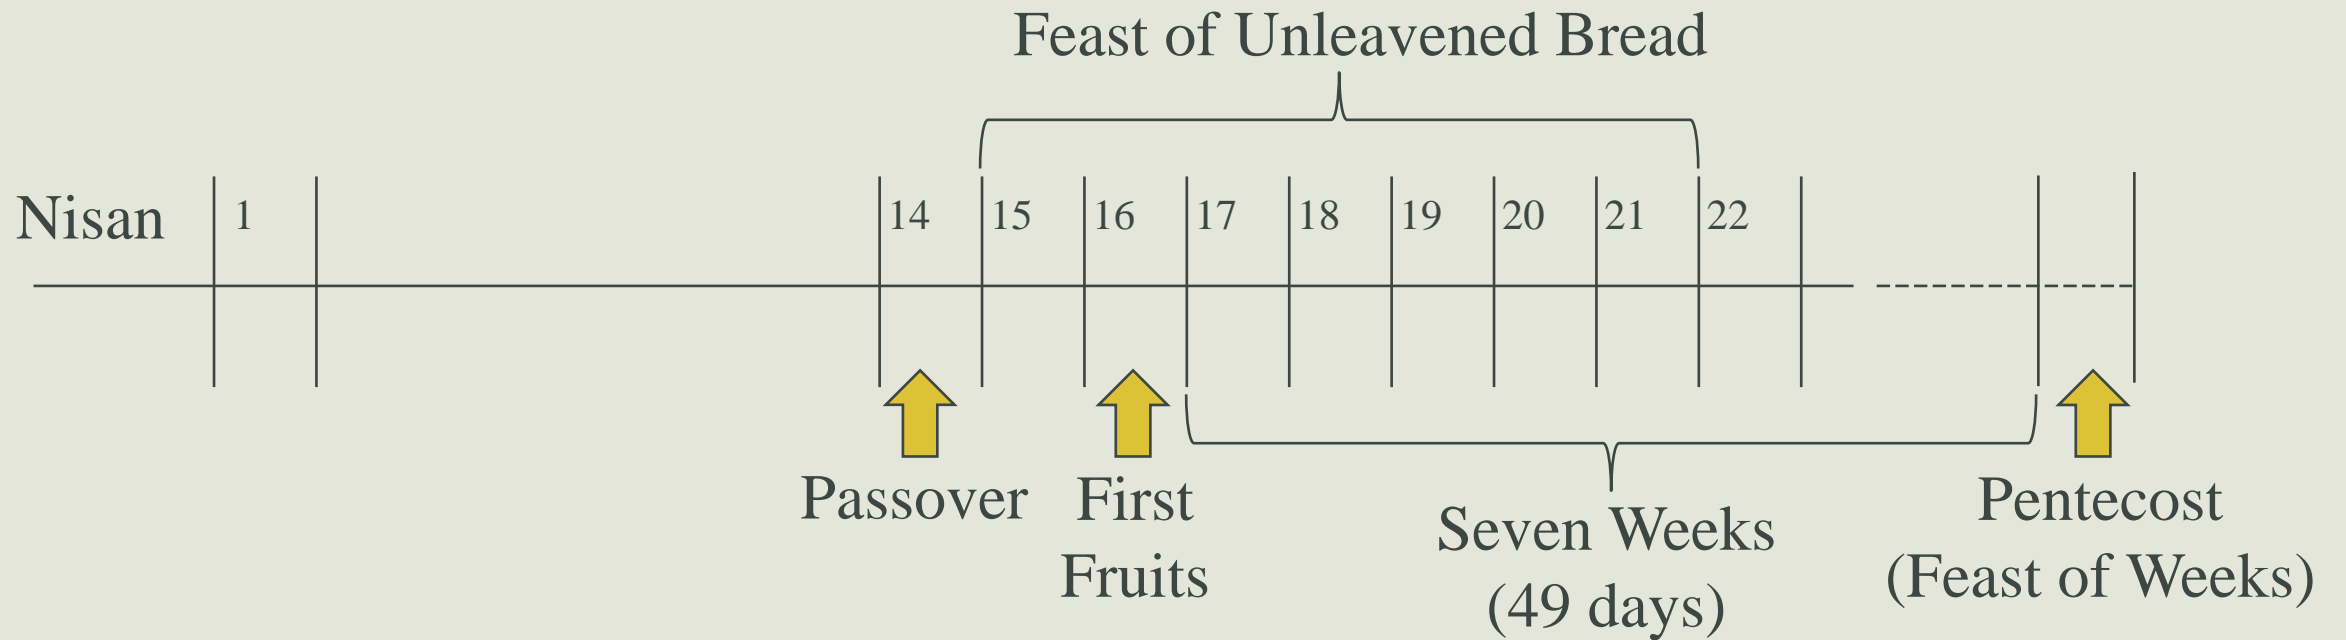 Feast of Unleavened Bread
Nisan 1 14 15 16 17 18 19 20 21 22
Passover
First
Fruits
Seven Weeks
(49 days)
Pentecost
(Feast of Weeks)